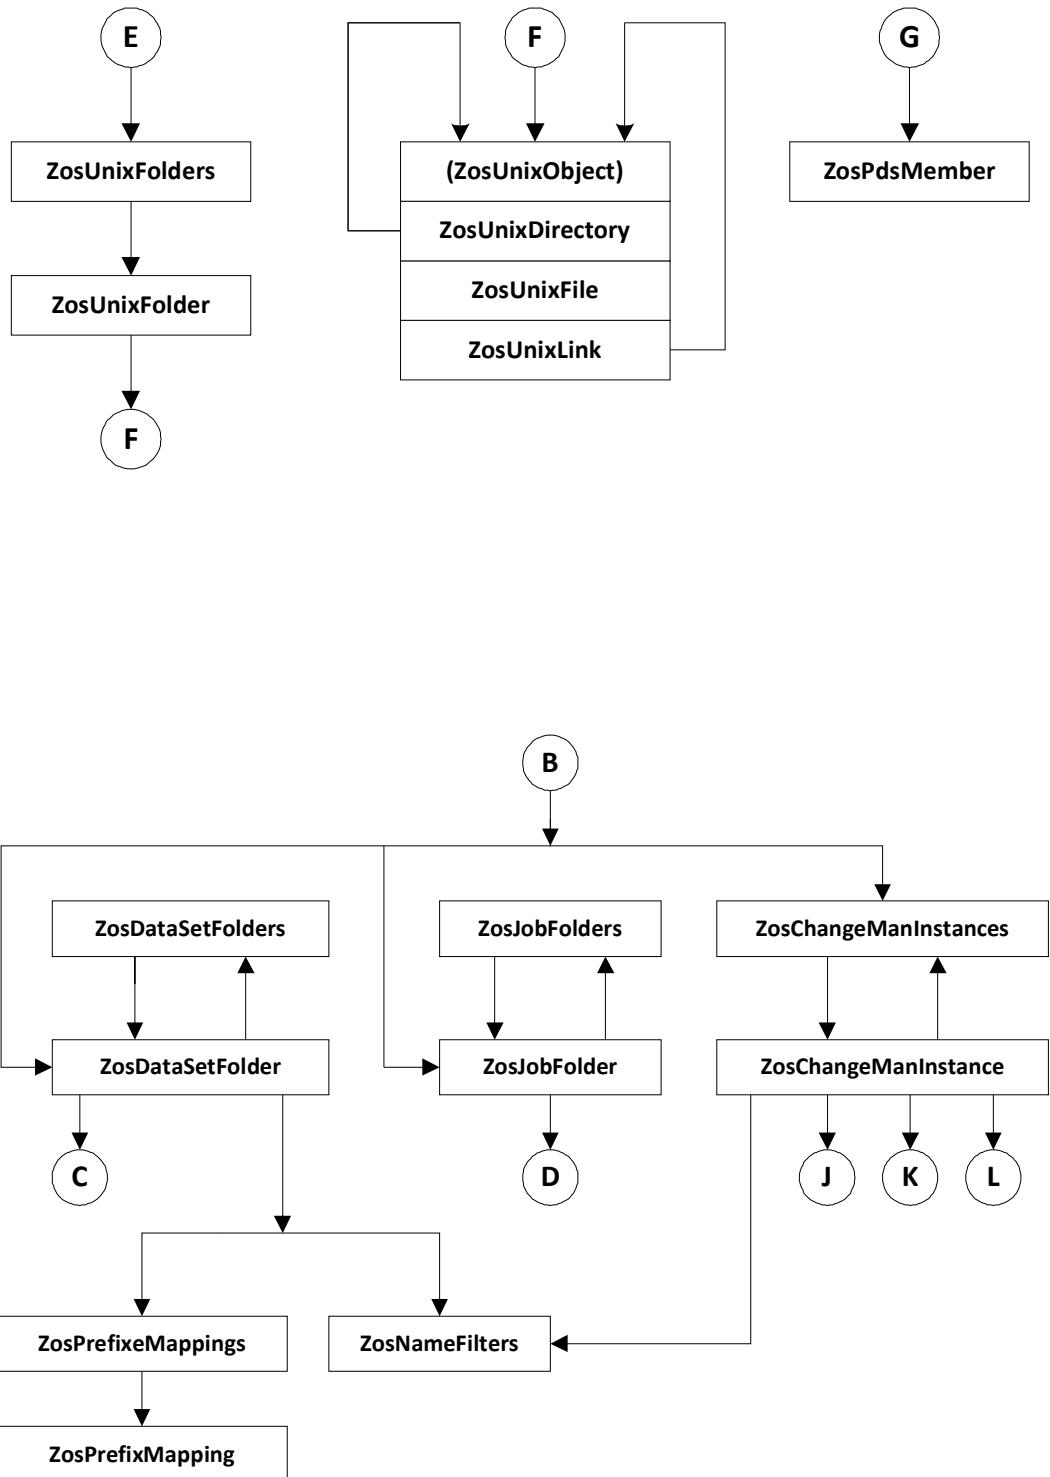 E
F
G
ZosUnixFolders
(ZosUnixObject)
ZosPdsMember
ZosUnixDirectory
ZosUnixFolder
ZosUnixFile
ZosUnixLink
F
B
ZosDataSetFolders
ZosJobFolders
ZosChangeManInstances
ZosDataSetFolder
ZosJobFolder
ZosChangeManInstance
C
D
J
K
L
ZosPrefixeMappings
ZosNameFilters
ZosPrefixMapping